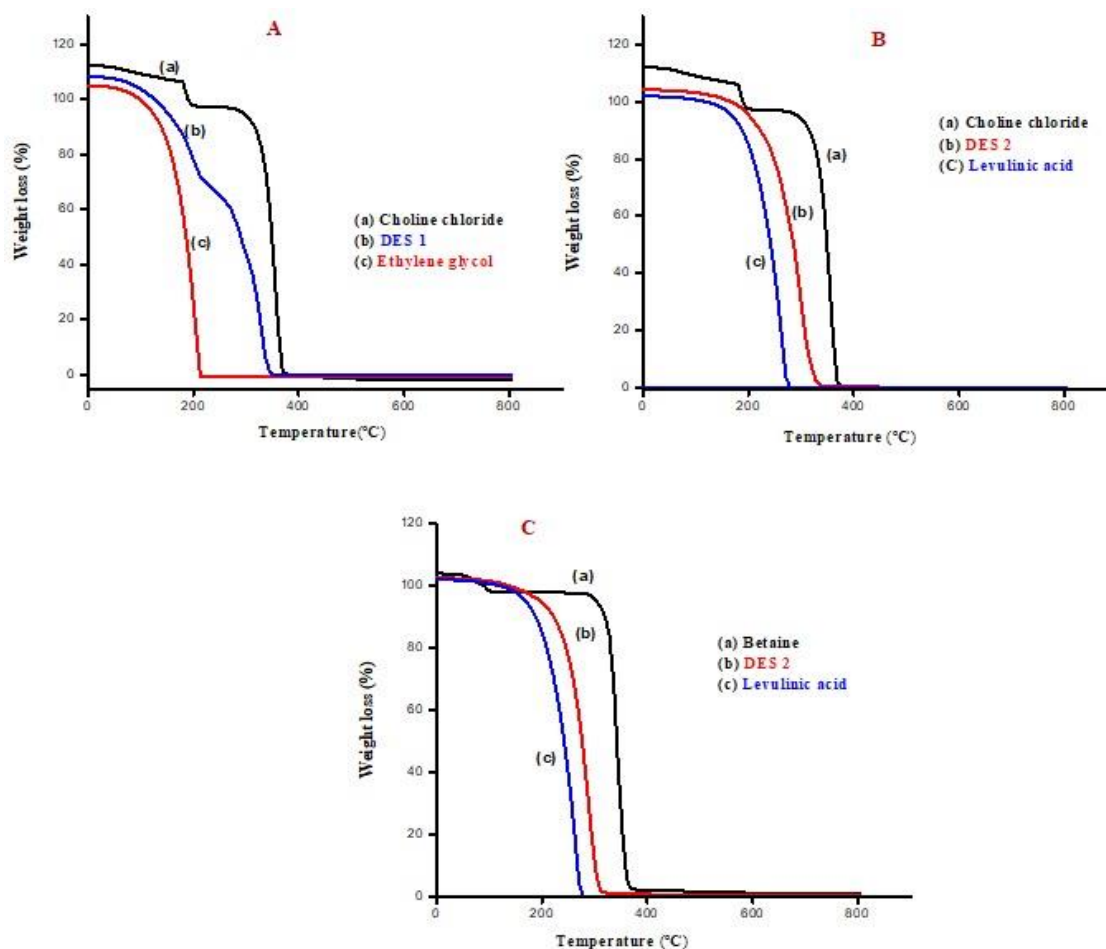 A
120
100
80
60
40
20
0
Weight loss (%)
(a)
(b)
(c)
(a) Choline chloride
(b) DES 1
(c) Ethylene glycol
0 200 400 600 800
Temperature(°C)
B
120
100
80
60
40
20
0
Weight loss (%)
(a)
(b)
(c)
(a) Choline chloride
(b) DES 2
(C) Levulinic acid
0 200 400 600 800
Temperature (°C)
C
120
100
80
60
40
20
0
Weight loss (%)
(a)
(b)
(c)
(a) Betaine
(b) DES 2
(c) Levulinic acid
0 200 400 600 800
Temperature (°C)